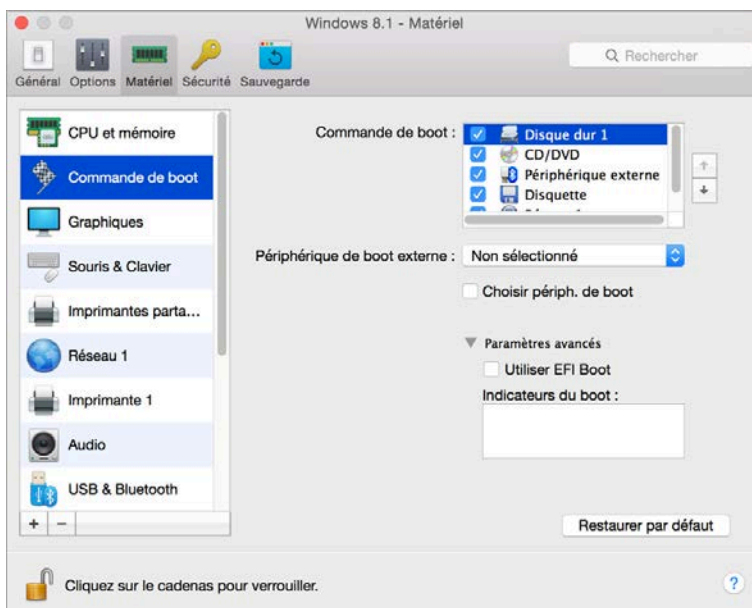 Windows 8.1 - Matériel
Général Options Matériel Sécurité Sauvegarde
Rechercher
CPU et mémoire
Commande de boot
Graphiques
Souris & Clavier
Imprimantes parta...
Réseau 1
Imprimante 1
Audio
USB & Bluetooth
+ −
Commande de boot :
Disque dur 1
CD/DVD
Périphérique externe
Disquette
Périphérique de boot externe : Non sélectionné
Choisir périph. de boot
Paramètres avancés
Utiliser EFI Boot
Indicateurs du boot :
Restaurer par défaut
Cliquez sur le cadenas pour verrouiller.
?